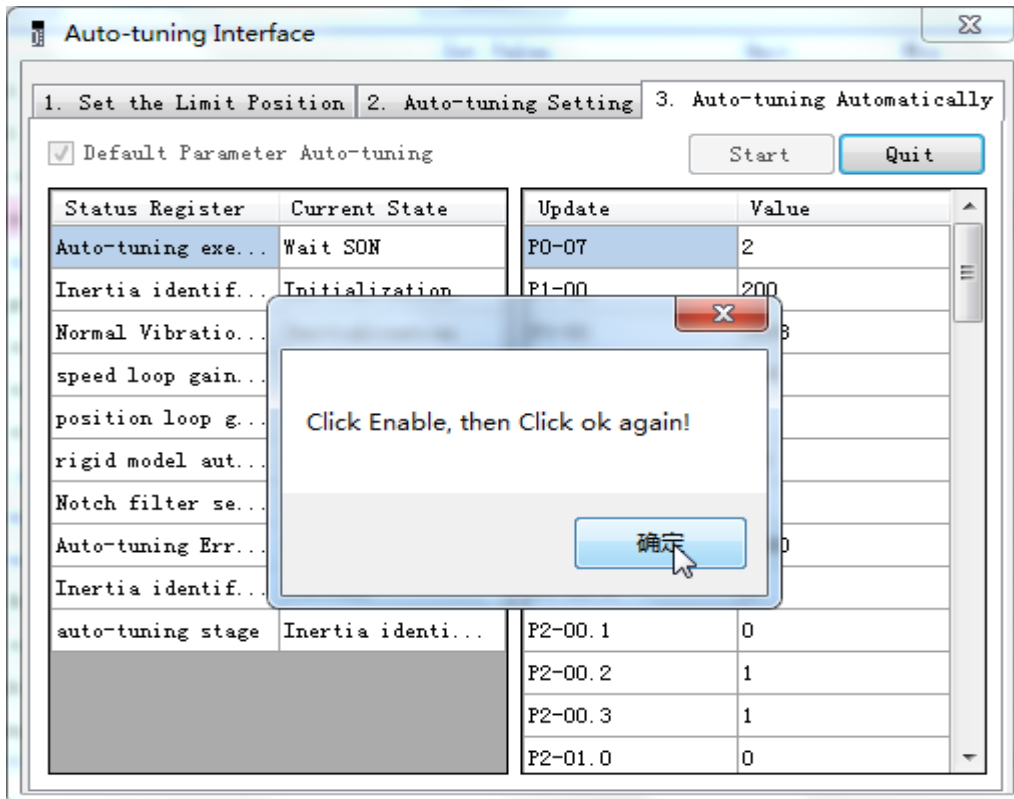 Auto-tuning Interface
1. Set the Limit Position 2. Auto-tuning Setting 3. Auto-tuning Automatically
Default Parameter Auto-tuning Start Quit
Status Register Current State Update Value
Auto-tuning exe... Wait SON P0-07 2
Inertia identif... Initialization P1-00 200
Normal Vibratio...
speed loop gain...
position loop g...
Click Enable, then Click ok again!
rigid model aut...
Notch filter se...
Auto-tuning Err...
确定
Inertia identif...
auto-tuning stage Inertia identi... P2-00.1 0
P2-00.2 1
P2-00.3 1
P2-01.0 0